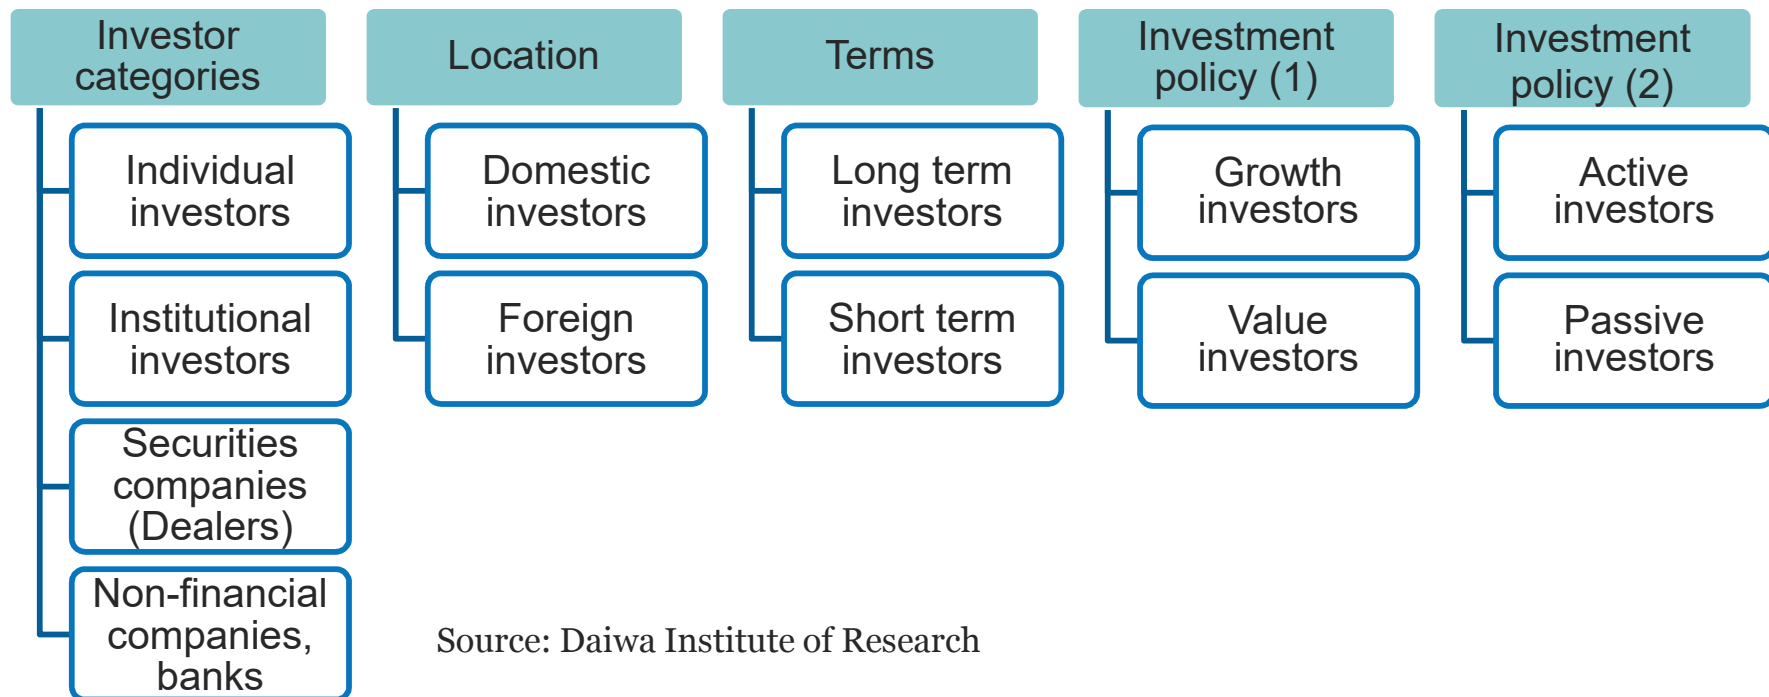 Investor
categories
Individual
investors
Institutional
investors
Securities
companies
(Dealers)
Non-financial
companies,
banks
Location
Domestic
investors
Foreign
investors
Terms
Long term
investors
Short term
investors
Investment
policy (1)
Growth
investors
Value
investors
Investment
policy (2)
Active
investors
Passive
investors
Source: Daiwa Institute of Research